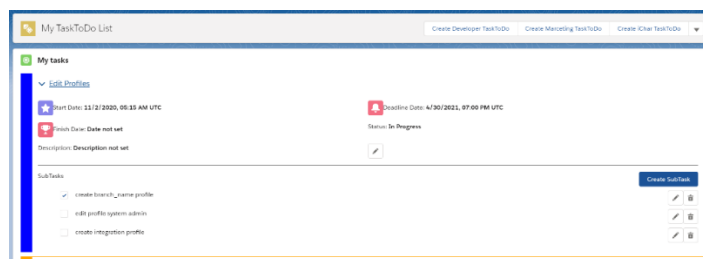 My TaskToDo List
Create Developer TaskToDo Create Marceting TaskToDo Create iChar TaskToDo
My tasks
Edit Profiles
Start Date: 11/2/2020, 05:15 AM UTC Deadline Date: 4/30/2021, 07:00 PM UTC
Finish Date: Date not set Status: In Progress
Description: Description not set
SubTasks Create SubTask
create branch_name profile
edit profile system admin
create integration profile